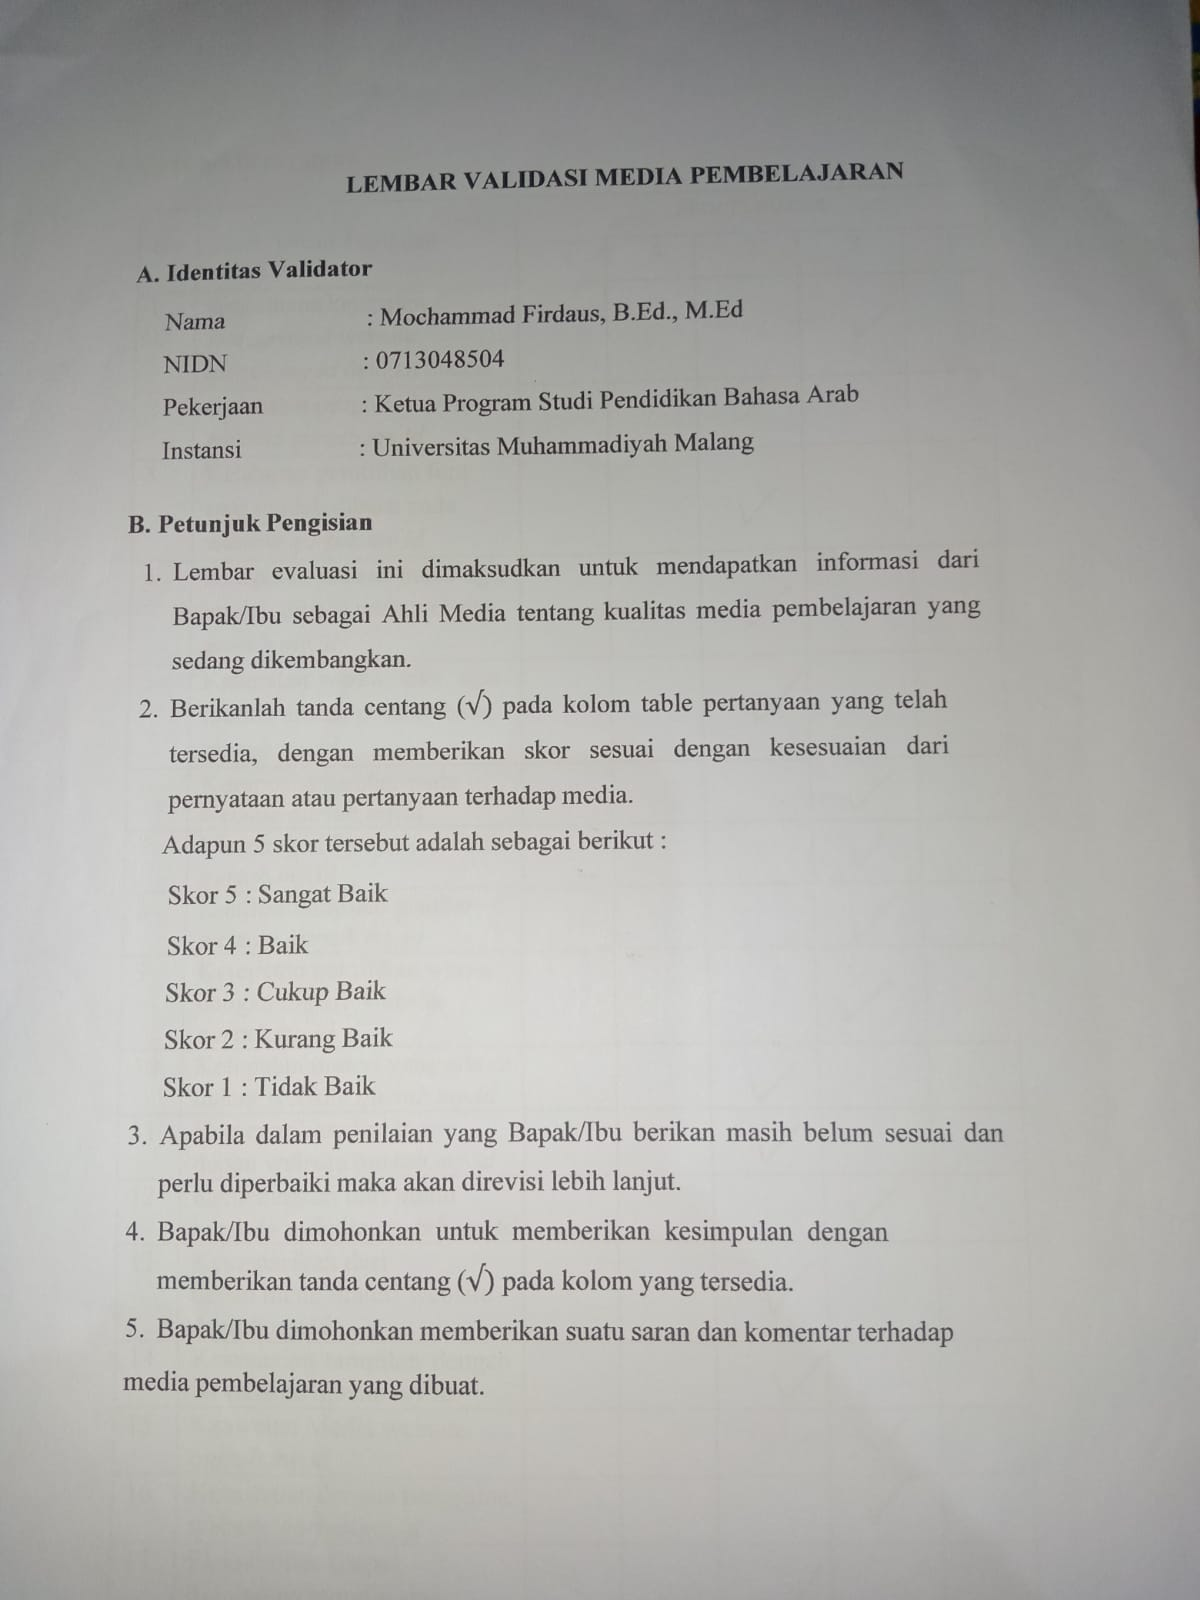 LEMBAR VALIDASI MEDIA PEMBELAJARAN
A. Identitas Validator
Nama : Mochammad Firdaus, B.Ed., M.Ed
NIDN : 0713048504
Pekerjaan : Ketua Program Studi Pendidikan Bahasa Arab
Instansi : Universitas Muhammadiyah Malang
B. Petunjuk Pengisian
1. Lembar evaluasi ini dimaksudkan untuk mendapatkan informasi dari
Bapak/Ibu sebagai Ahli Media tentang kualitas media pembelajaran yang
sedang dikembangkan.
2. Berikanlah tanda centang (√) pada kolom table pertanyaan yang telah
tersedia, dengan memberikan skor sesuai dengan kesesuaian dari
pernyataan atau pertanyaan terhadap media.
Adapun 5 skor tersebut adalah sebagai berikut :
Skor 5 : Sangat Baik
Skor 4 : Baik
Skor 3 : Cukup Baik
Skor 2 : Kurang Baik
Skor 1 : Tidak Baik
3. Apabila dalam penilaian yang Bapak/Ibu berikan masih belum sesuai dan
perlu diperbaiki maka akan direvisi lebih lanjut.
4. Bapak/Ibu dimohonkan untuk memberikan kesimpulan dengan
memberikan tanda centang (√) pada kolom yang tersedia.
5. Bapak/Ibu dimohonkan memberikan suatu saran dan komentar terhadap
media pembelajaran yang dibuat.